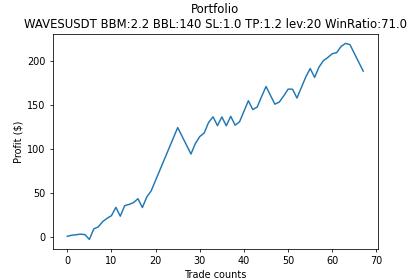 Portfolio
WAVESUSDT BBM:2.2 BBL:140 SL:1.0 TP:1.2 lev:20 WinRatio:71.0
200
150
100
50
0
Profit ($)
0 10 20 30 40 50 60 70
Trade counts